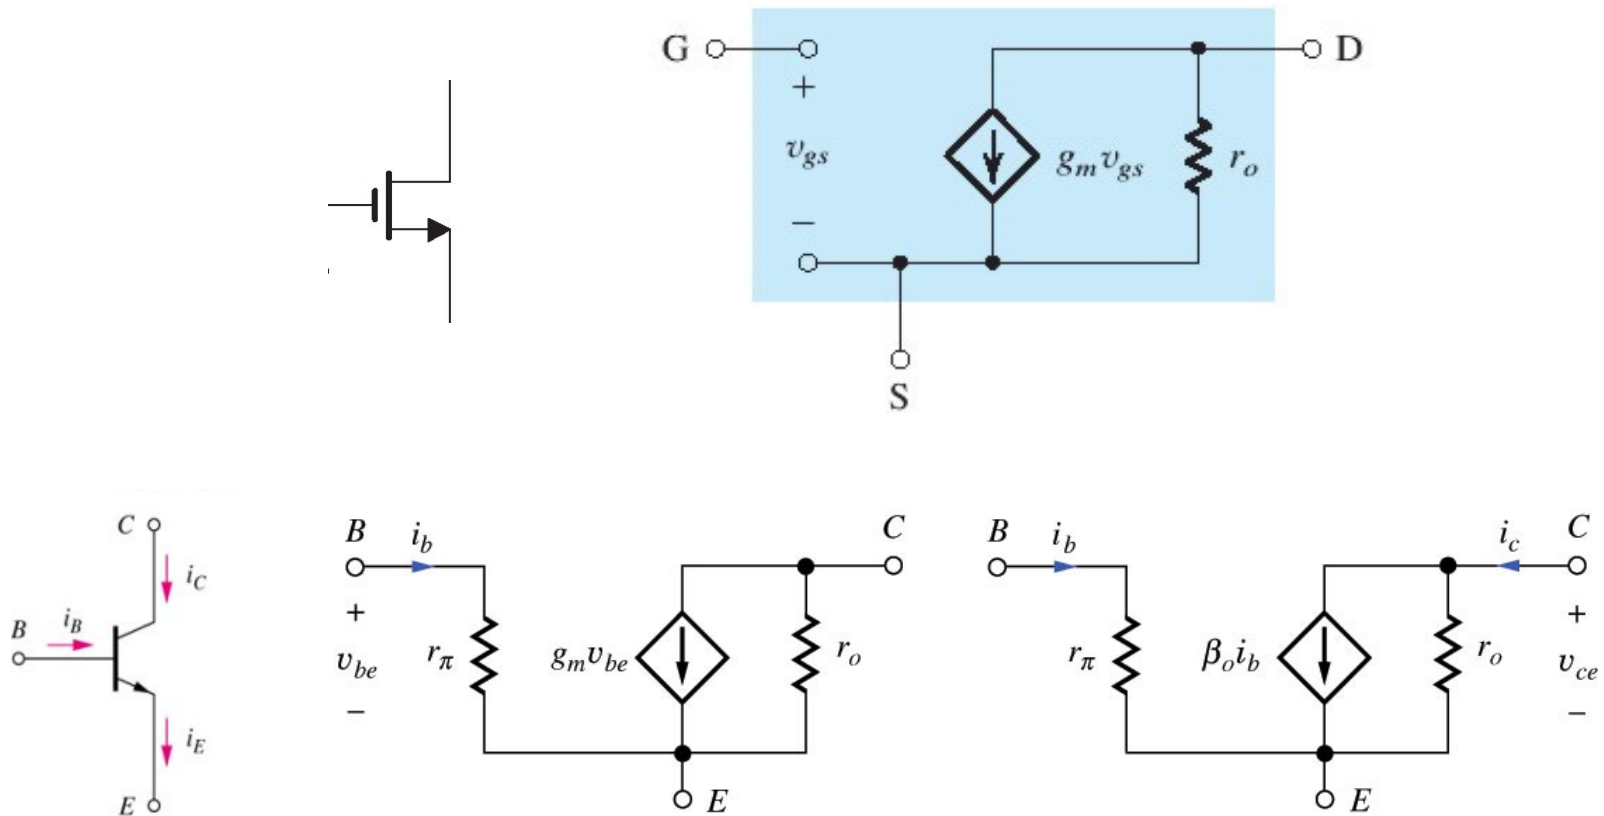 G
D
+
v_gs
g_m v_gs
r_o
−
S
C
i_C
B
i_B
i_E
E
B
i_b
C
+
v_be
r_π
g_m v_be
r_o
−
E
B
i_b
i_c
C
+
r_π
β_o i_b
r_o
v_ce
−
E